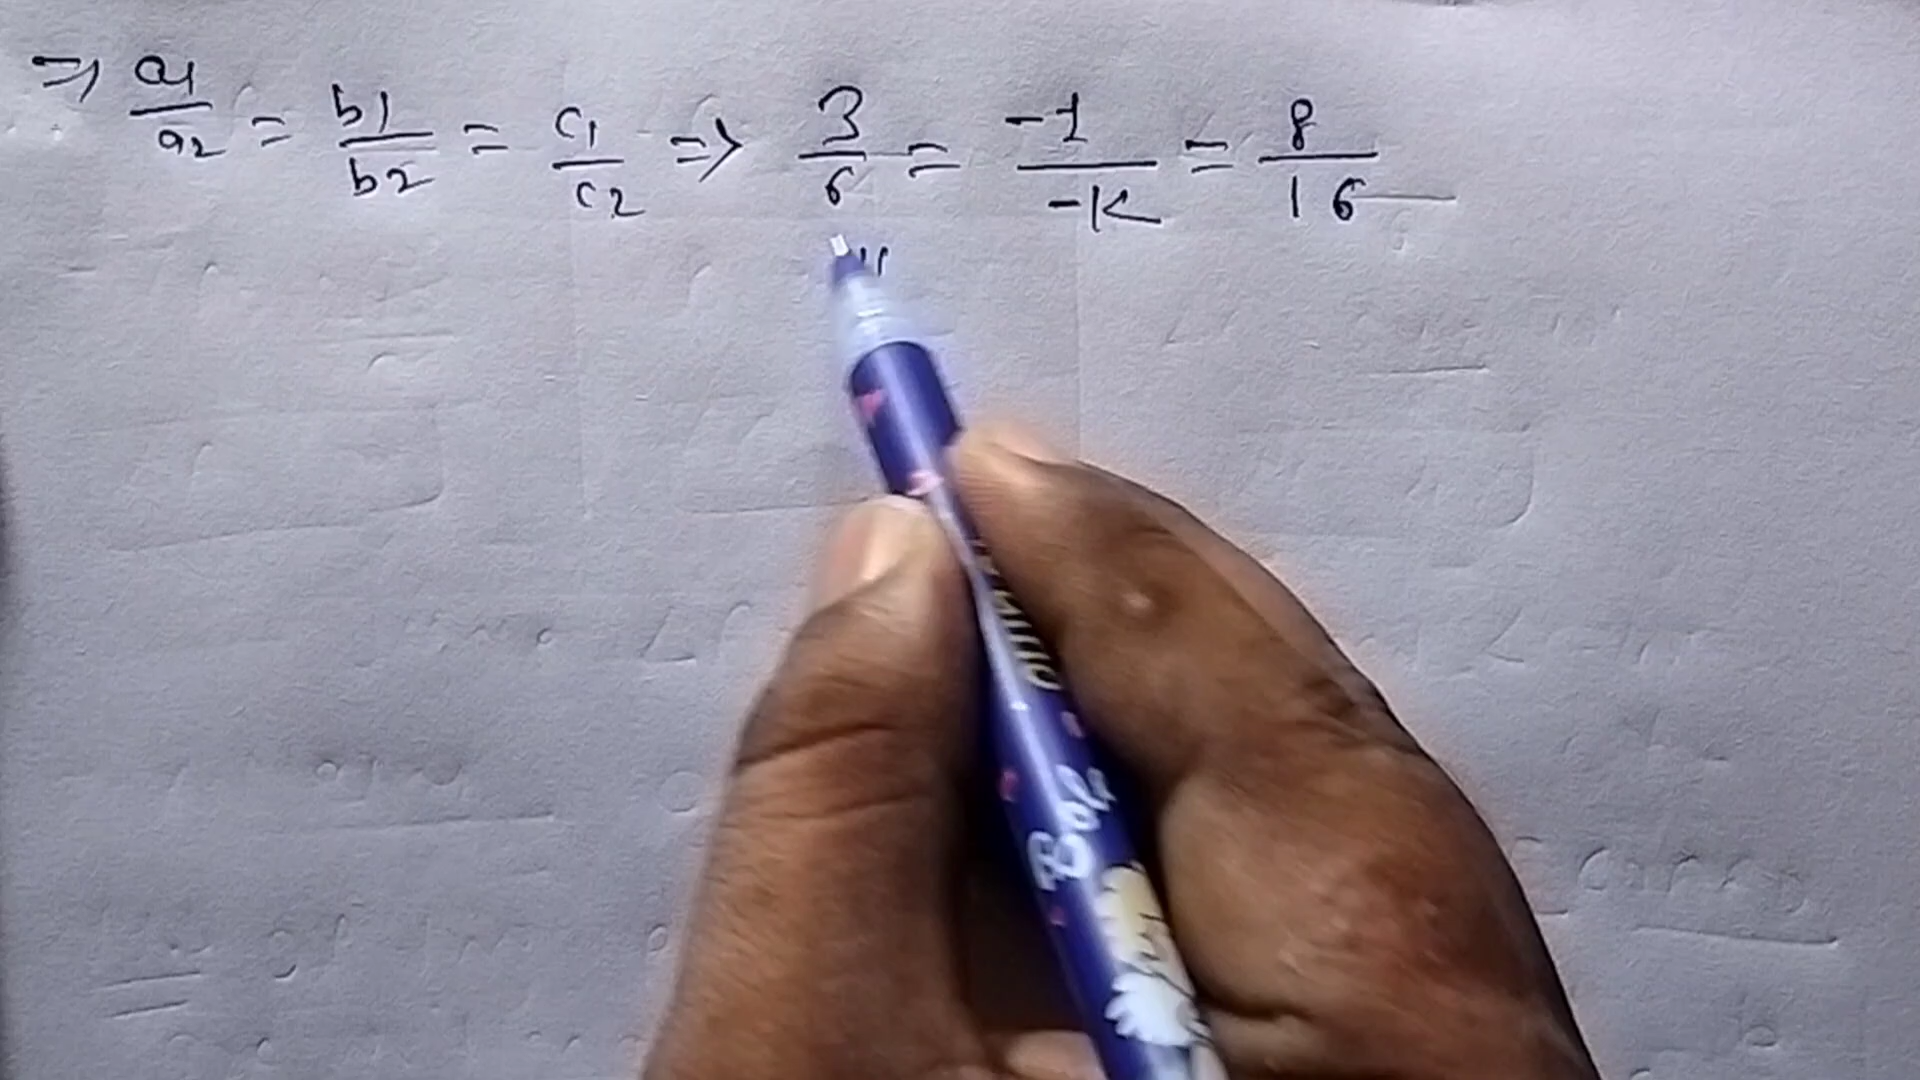 ⇒ a1/a2 = b1/b2 = c1/c2 ⇒ 3/6 = -1/-K = 8/16